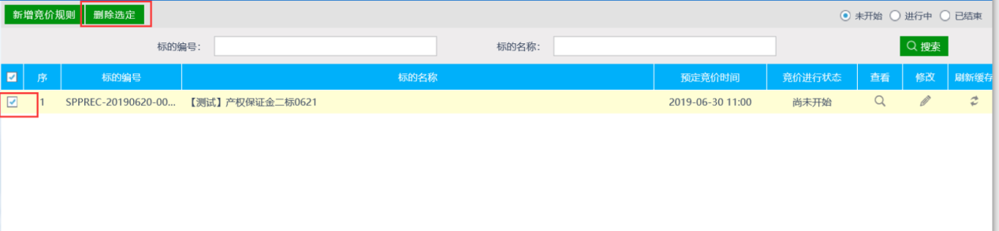 新增竞价规则 删除选定 未开始 进行中 已结束
标的编号： 标的名称： 搜索
序 标的编号 标的名称 预定竞价时间 竞价进行状态 查看 修改 刷新缓存
1 SPPREC-20190620-00... 【测试】产权保证金二标0621 2019-06-30 11:00 尚未开始